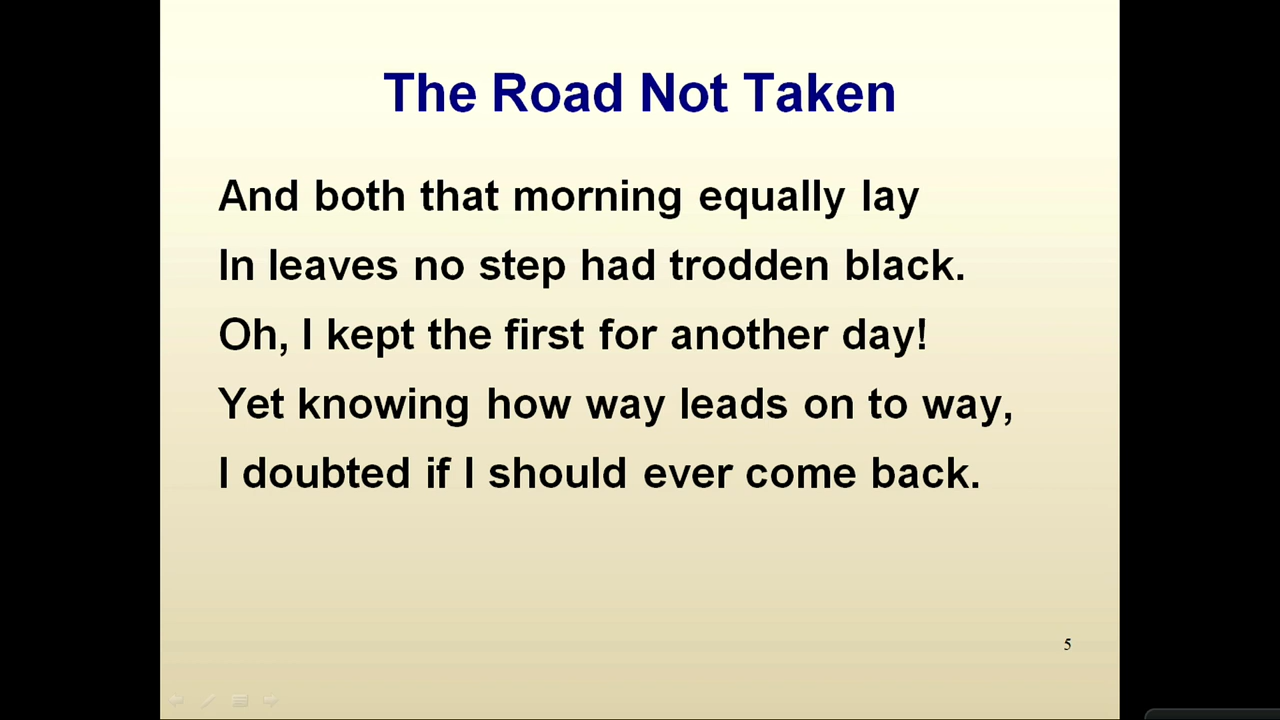 The Road Not Taken
And both that morning equally lay
In leaves no step had trodden black.
Oh, I kept the first for another day!
Yet knowing how way leads on to way,
I doubted if I should ever come back.
5